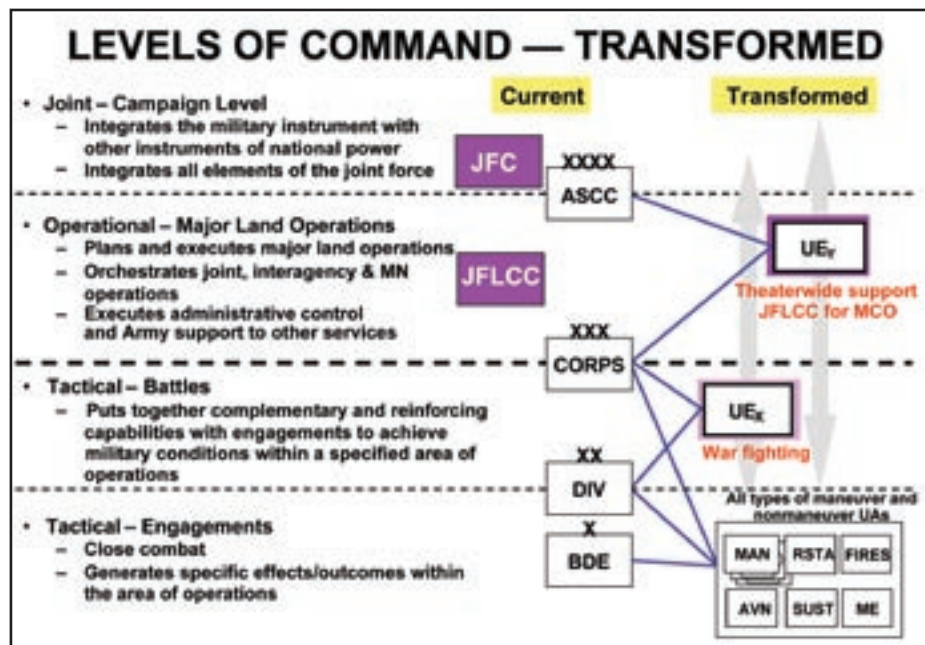 LEVELS OF COMMAND — TRANSFORMED
Current
Transformed
• Joint – Campaign Level
– Integrates the military instrument with
other instruments of national power
– Integrates all elements of the joint force
JFC
XXXX
ASCC
• Operational – Major Land Operations
– Plans and executes major land operations
– Orchestrates joint, interagency & MN
operations
– Executes administrative control
and Army support to other services
JFLCC
UEY
Theaterwide support
JFLCC for MCO
XXX
CORPS
• Tactical – Battles
– Puts together complementary and reinforcing
capabilities with engagements to achieve
military conditions within a specified area of
operations
UEX
War fighting
XX
DIV
• Tactical – Engagements
– Close combat
– Generates specific effects/outcomes within
the area of operations
X
BDE
All types of maneuver and
nonmaneuver UAs
MAN RSTA FIRES
AVN SUST ME